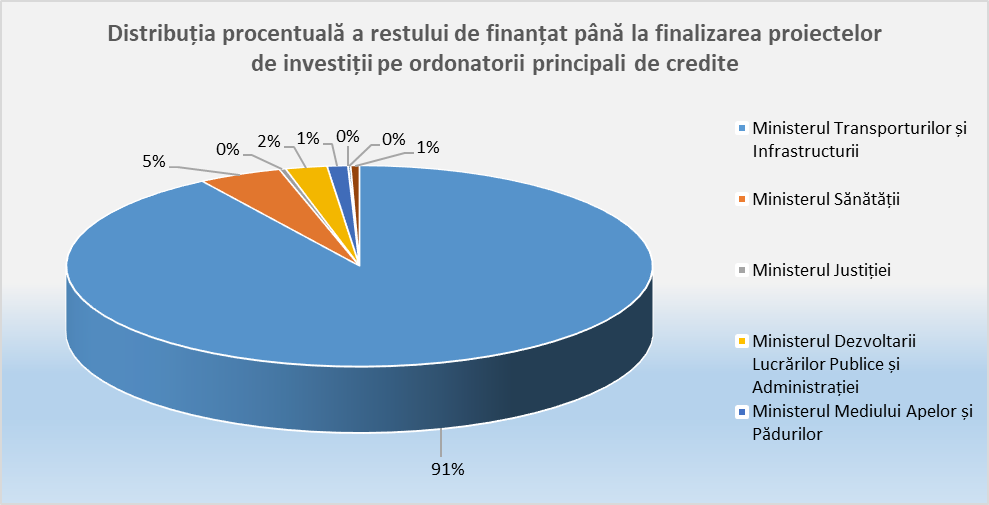 Distribuția procentuală a restului de finanțat până la finalizarea proiectelor
de investiții pe ordonatorii principali de credite
5%
0%
2%
1%
0%
0%
1%
91%
Ministerul Transporturilor și
Infrastructurii
Ministerul Sănătății
Ministerul Justiției
Ministerul Dezvoltarii
Lucrărilor Publice și
Administrației
Ministerul Mediului Apelor și
Pădurilor